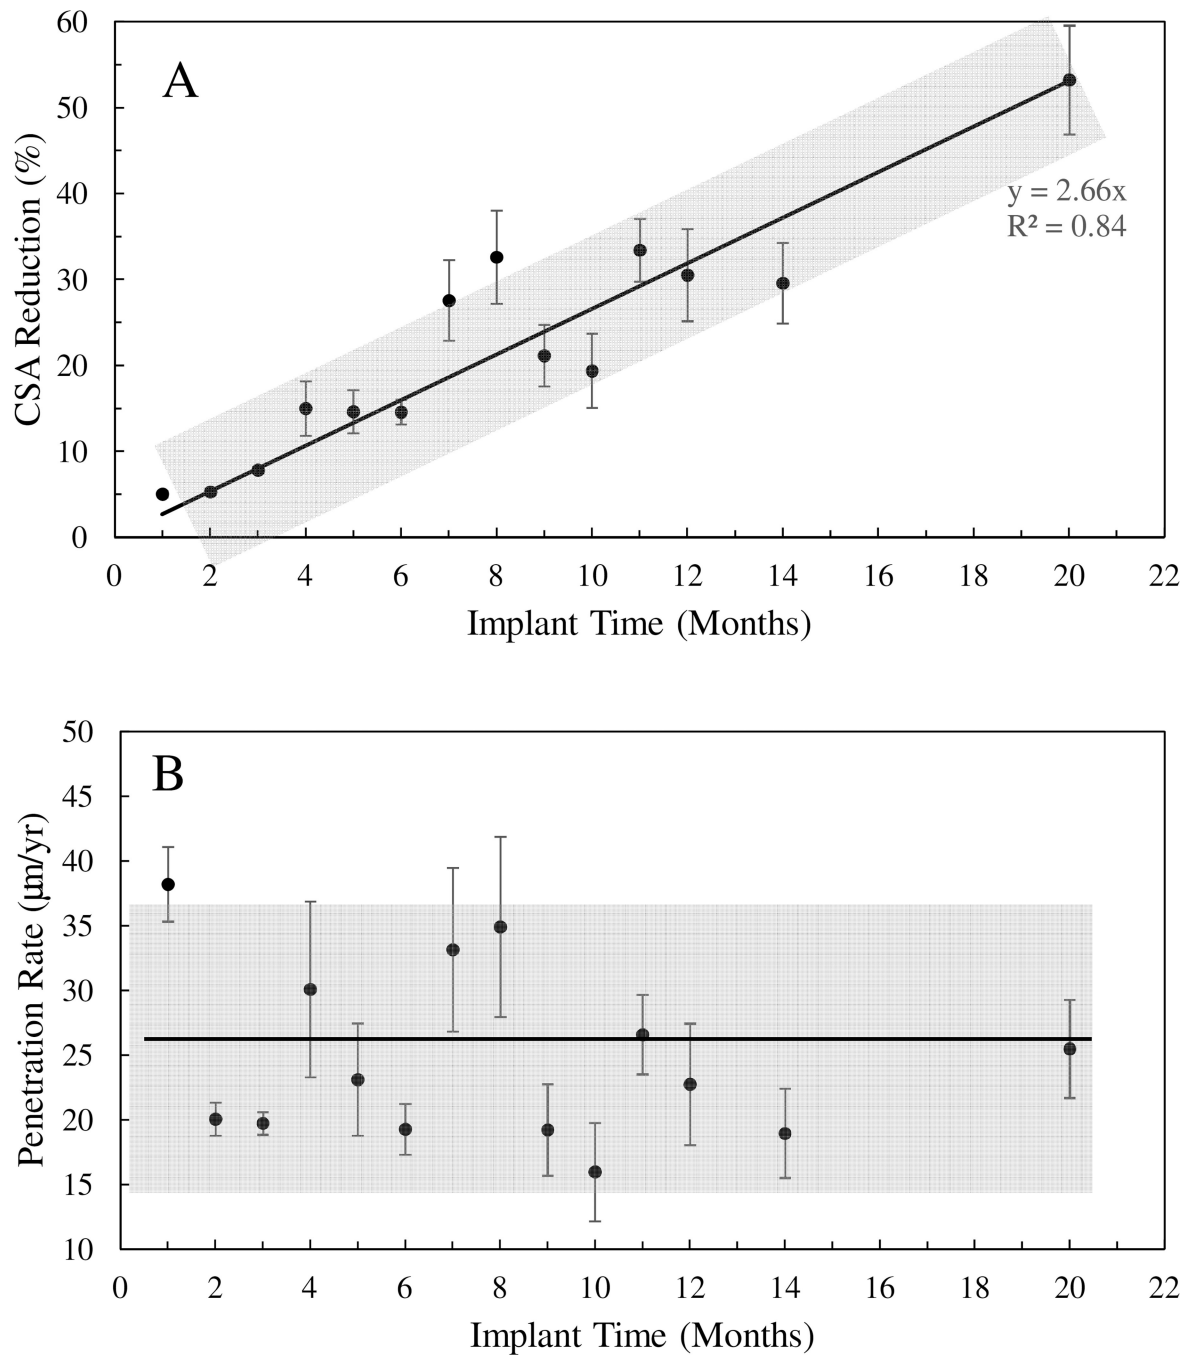 60
A
50
40
30
20
10
0
CSA Reduction (%)
y = 2.66x
R² = 0.84
0 2 4 6 8 10 12 14 16 18 20 22
Implant Time (Months)
50
B
45
40
35
30
25
20
15
10
Penetration Rate (µm/yr)
0 2 4 6 8 10 12 14 16 18 20 22
Implant Time (Months)